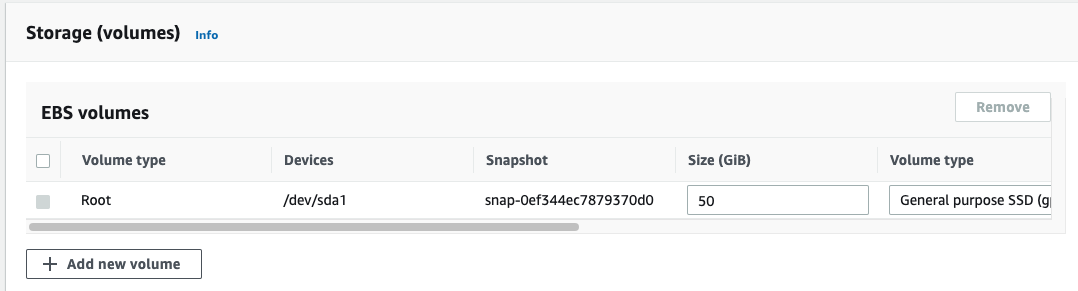 Storage (volumes) Info
EBS volumes
Remove
Volume type Devices Snapshot Size (GiB) Volume type
Root /dev/sda1 snap-0ef344ec7879370d0 50 General purpose SSD (gp
+ Add new volume